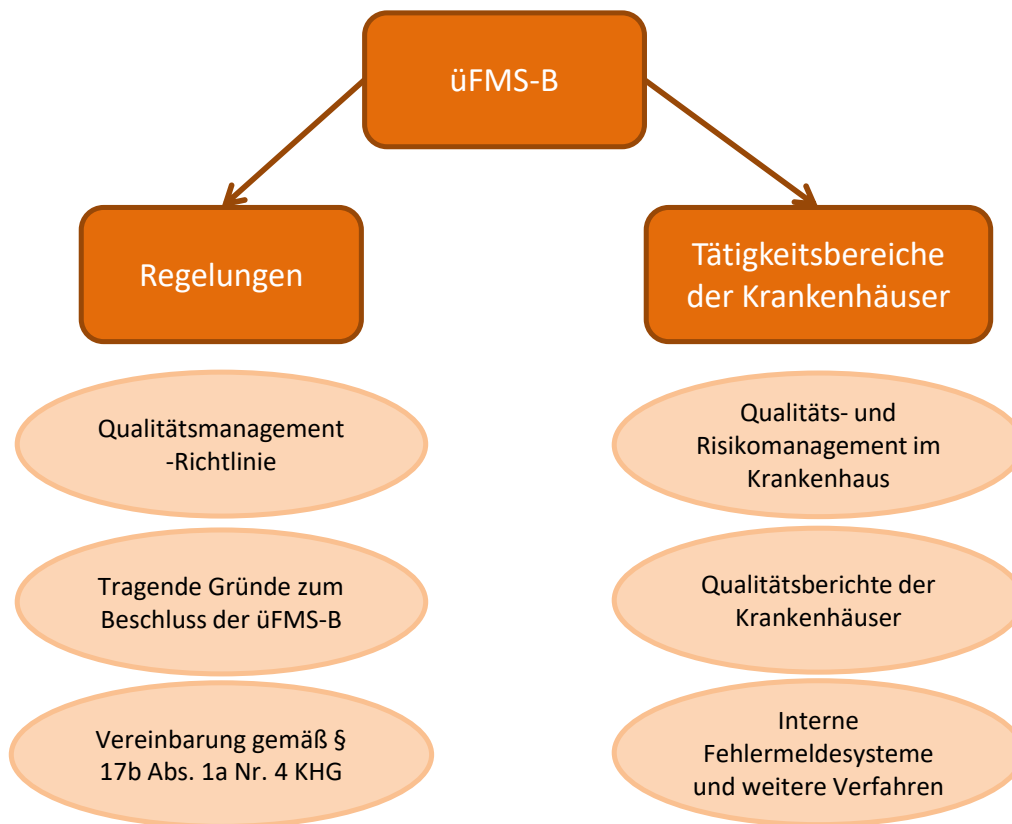 üFMS-B
Regelungen
Tätigkeitsbereiche
der Krankenhäuser
Qualitätsmanagement
-Richtlinie
Qualitäts- und
Risikomanagement im
Krankenhaus
Tragende Gründe zum
Beschluss der üFMS-B
Qualitätsberichte der
Krankenhäuser
Vereinbarung gemäß §
17b Abs. 1a Nr. 4 KHG
Interne
Fehlermeldesysteme
und weitere Verfahren